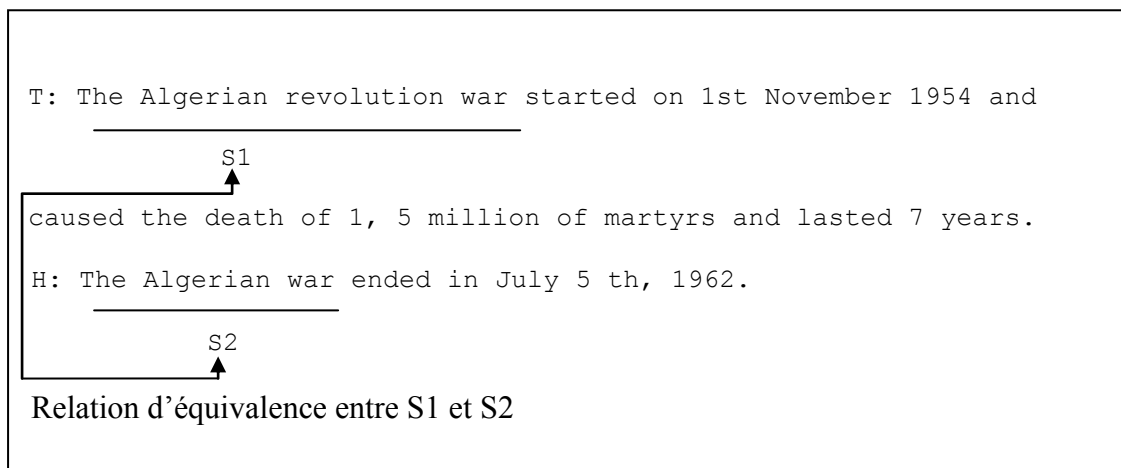 T: The Algerian revolution war started on 1st November 1954 and
S1
caused the death of 1, 5 million of martyrs and lasted 7 years.
H: The Algerian war ended in July 5 th, 1962.
S2
Relation d’équivalence entre S1 et S2